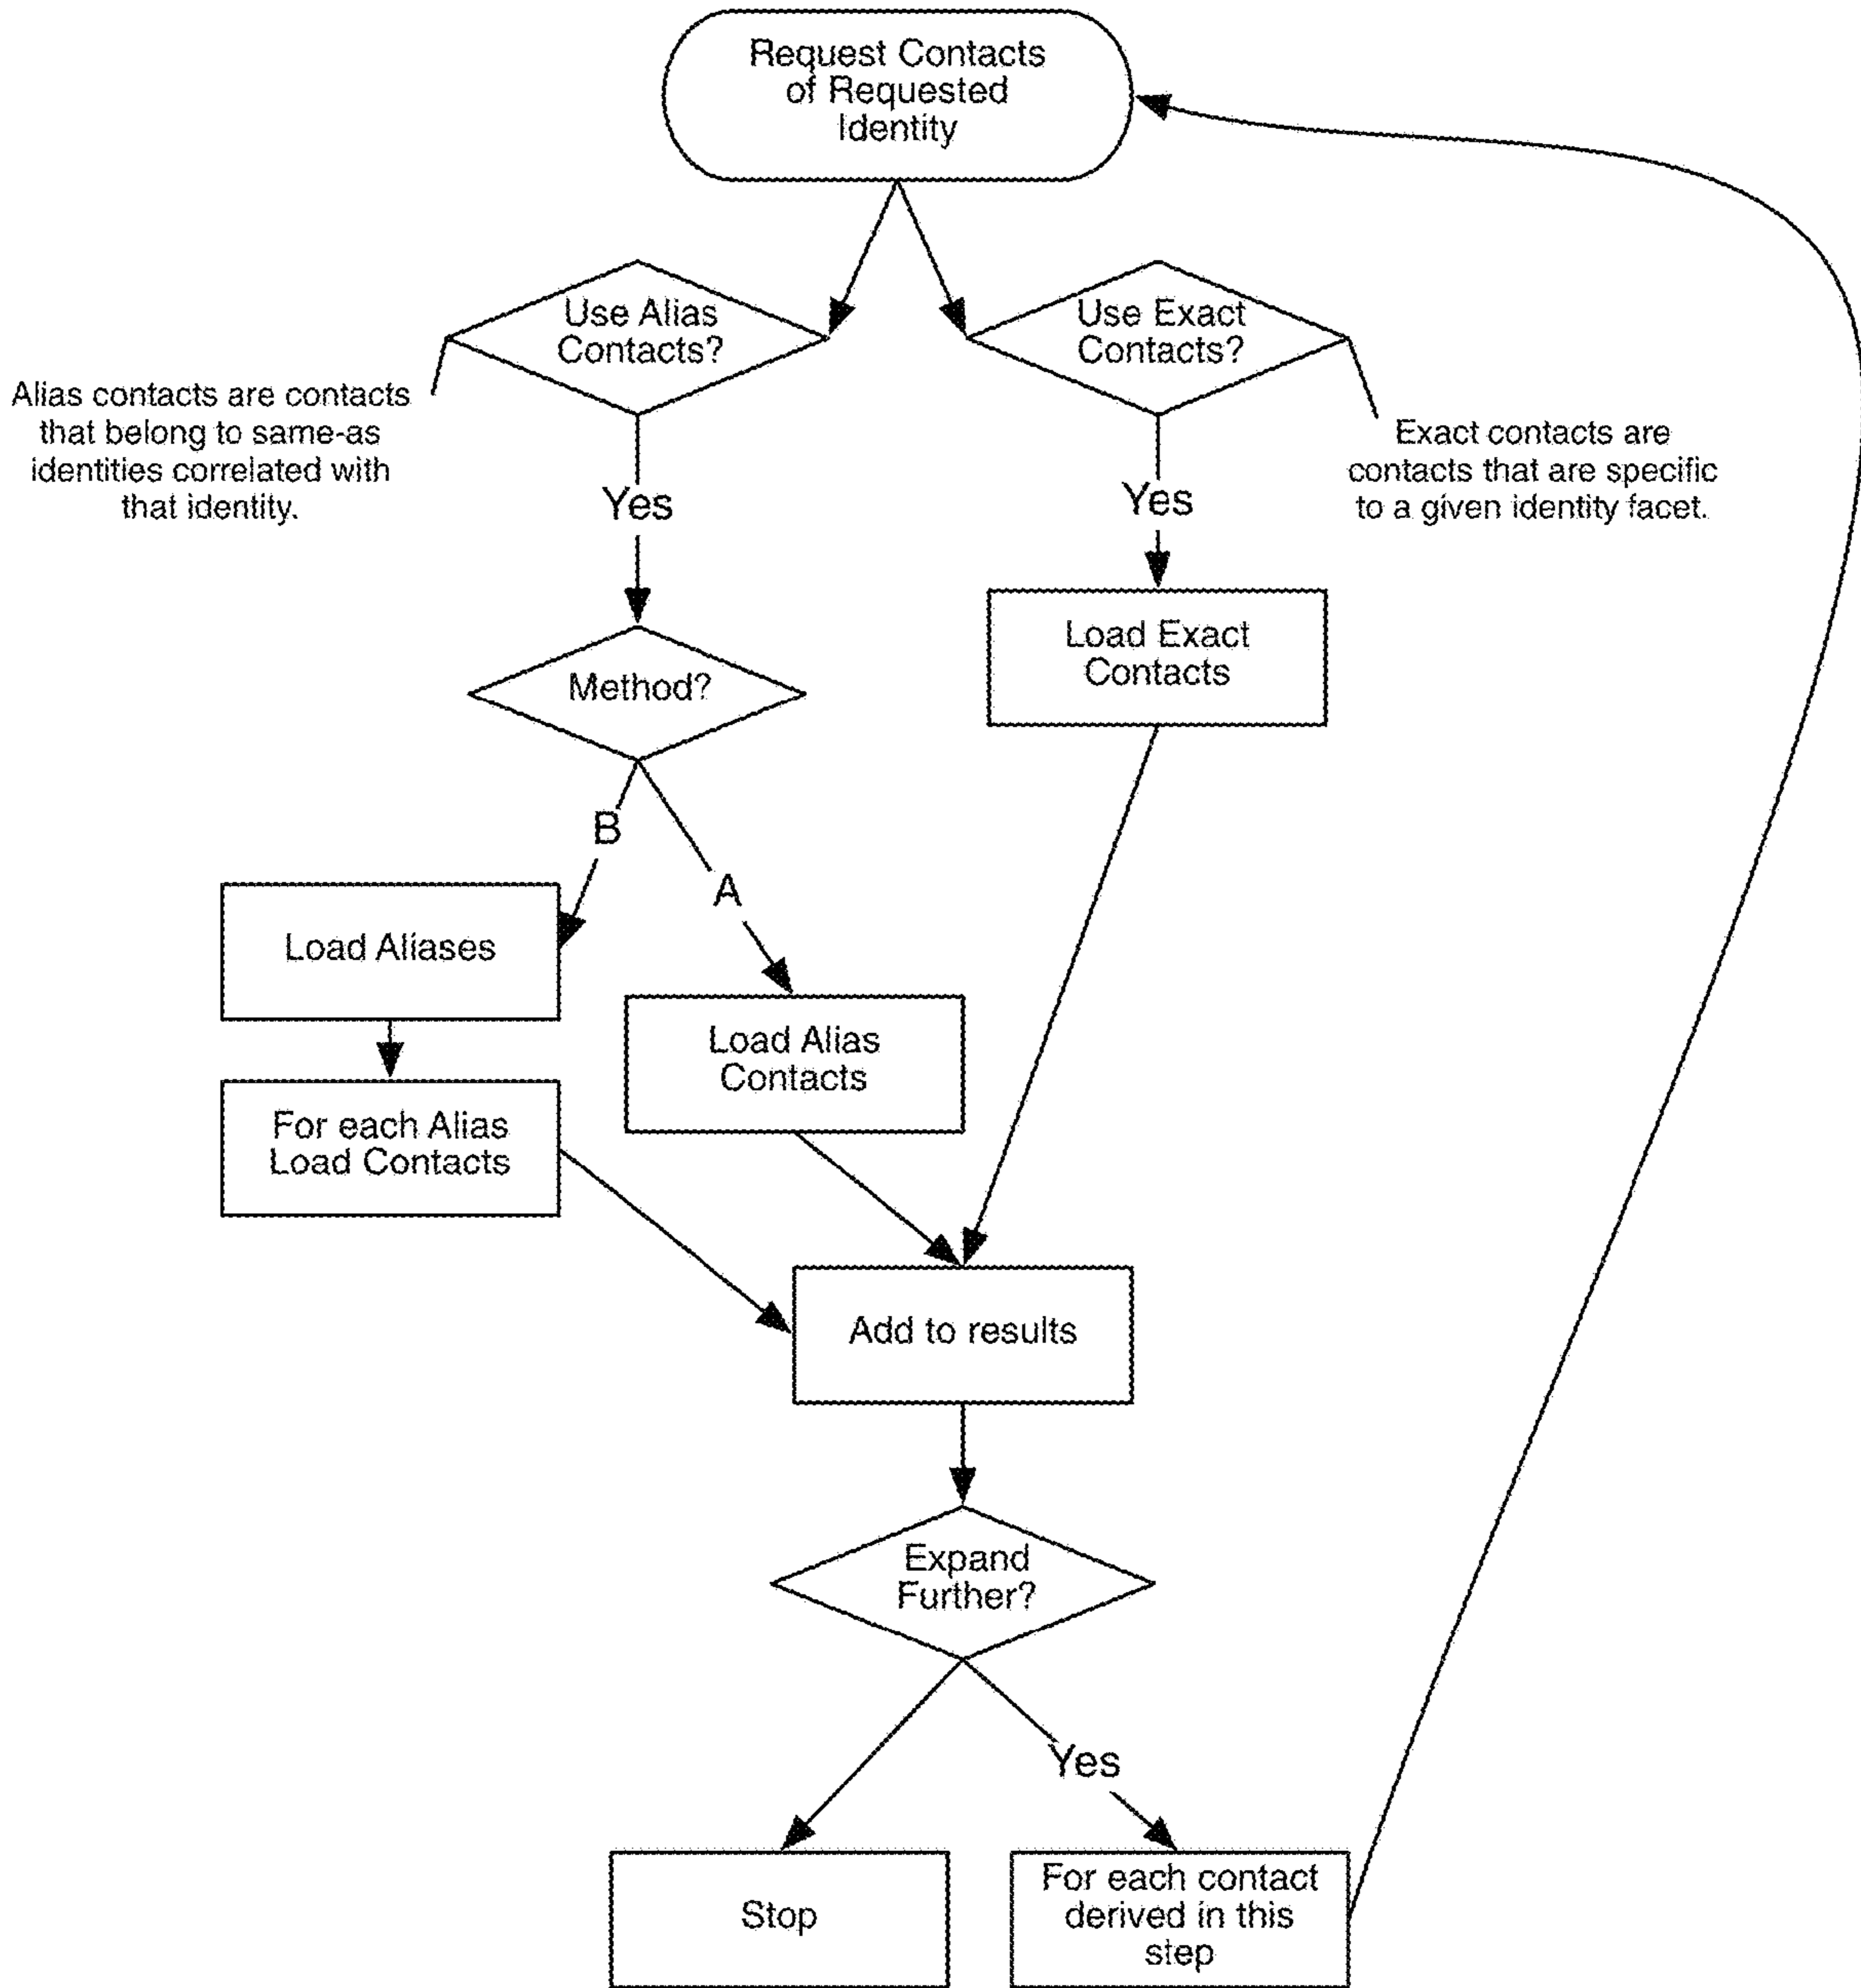 Request Contacts
of Requested
Identity
Use Alias
Contacts?
Use Exact
Contacts?
Alias contacts are contacts
that belong to same-as
identities correlated with
that identity.
Exact contacts are
contacts that are specific
to a given identity facet.
Yes
Yes
Load Exact
Contacts
Method?
B
A
Load Aliases
Load Alias
Contacts
For each Alias
Load Contacts
Add to results
Expand
Further?
Yes
Stop
For each contact
derived in this
step